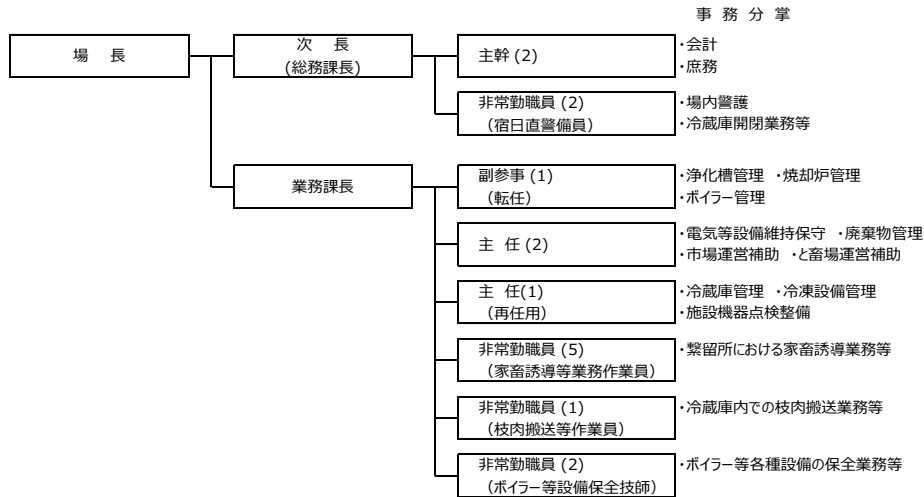 事 務 分 掌
場　長
次　長
(総務課長)
主幹 (2)
・会計
・庶務
非常勤職員 (2)
（宿日直警備員）
・場内警護
・冷蔵庫開閉業務等
業務課長
副参事 (1)
（転任）
・浄化槽管理　・焼却炉管理
・ボイラー管理
主 任 (2)
・電気等設備維持保守　・廃棄物管理
・市場運営補助　・と畜場運営補助
主 任(1)
（再任用）
・冷蔵庫管理　・冷凍設備管理
・施設機器点検整備
非常勤職員 (5)
（家畜誘導等業務作業員）
・繋留所における家畜誘導業務等
非常勤職員 (1)
（枝肉搬送等作業員）
・冷蔵庫内での枝肉搬送業務等
非常勤職員 (2)
（ボイラー等設備保全技師）
・ボイラー等各種設備の保全業務等